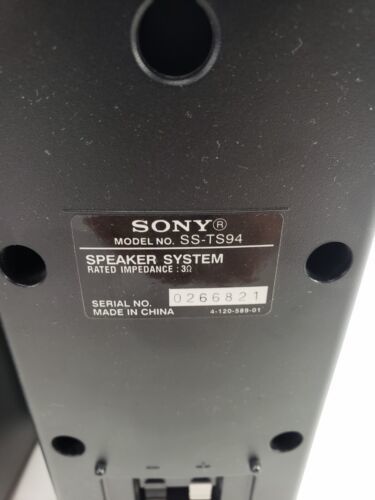 SONY®
MODEL NO. SS-TS94
SPEAKER SYSTEM
RATED IMPEDANCE : 3Ω
SERIAL NO. 0266821
MADE IN CHINA 4-120-589-01
- +